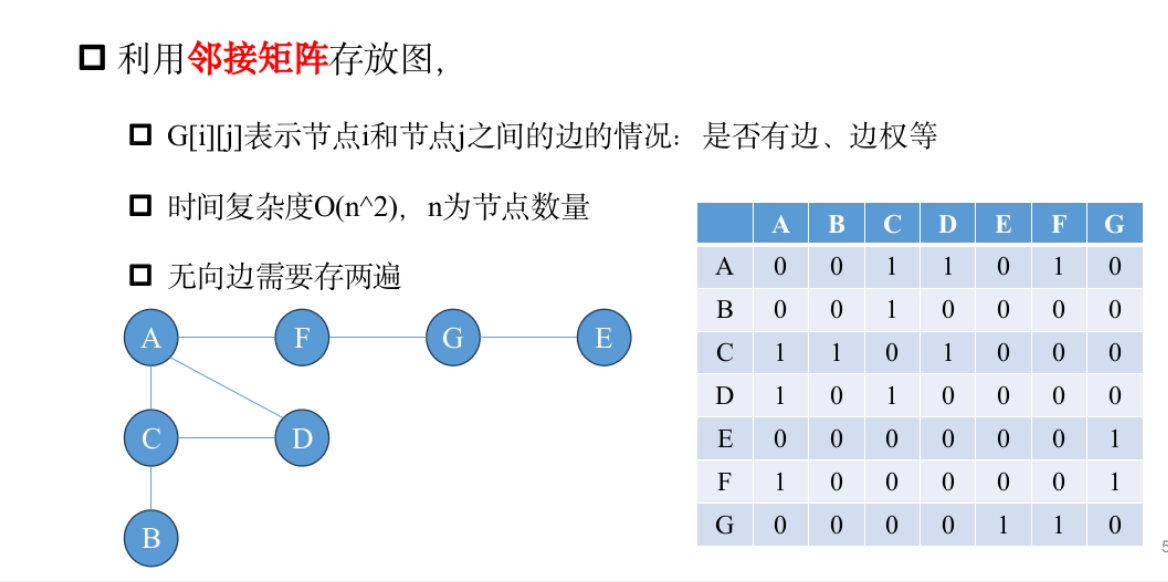 利用邻接矩阵存放图,
G[i][j]表示节点i和节点j之间的边的情况：是否有边、边权等
时间复杂度O(n^2)，n为节点数量
无向边需要存两遍
A F G E
C D
B
A B C D E F G
A 0 0 1 1 0 1 0
B 0 0 1 0 0 0 0
C 1 1 0 1 0 0 0
D 1 0 1 0 0 0 0
E 0 0 0 0 0 0 1
F 1 0 0 0 0 0 1
G 0 0 0 0 1 1 0
5